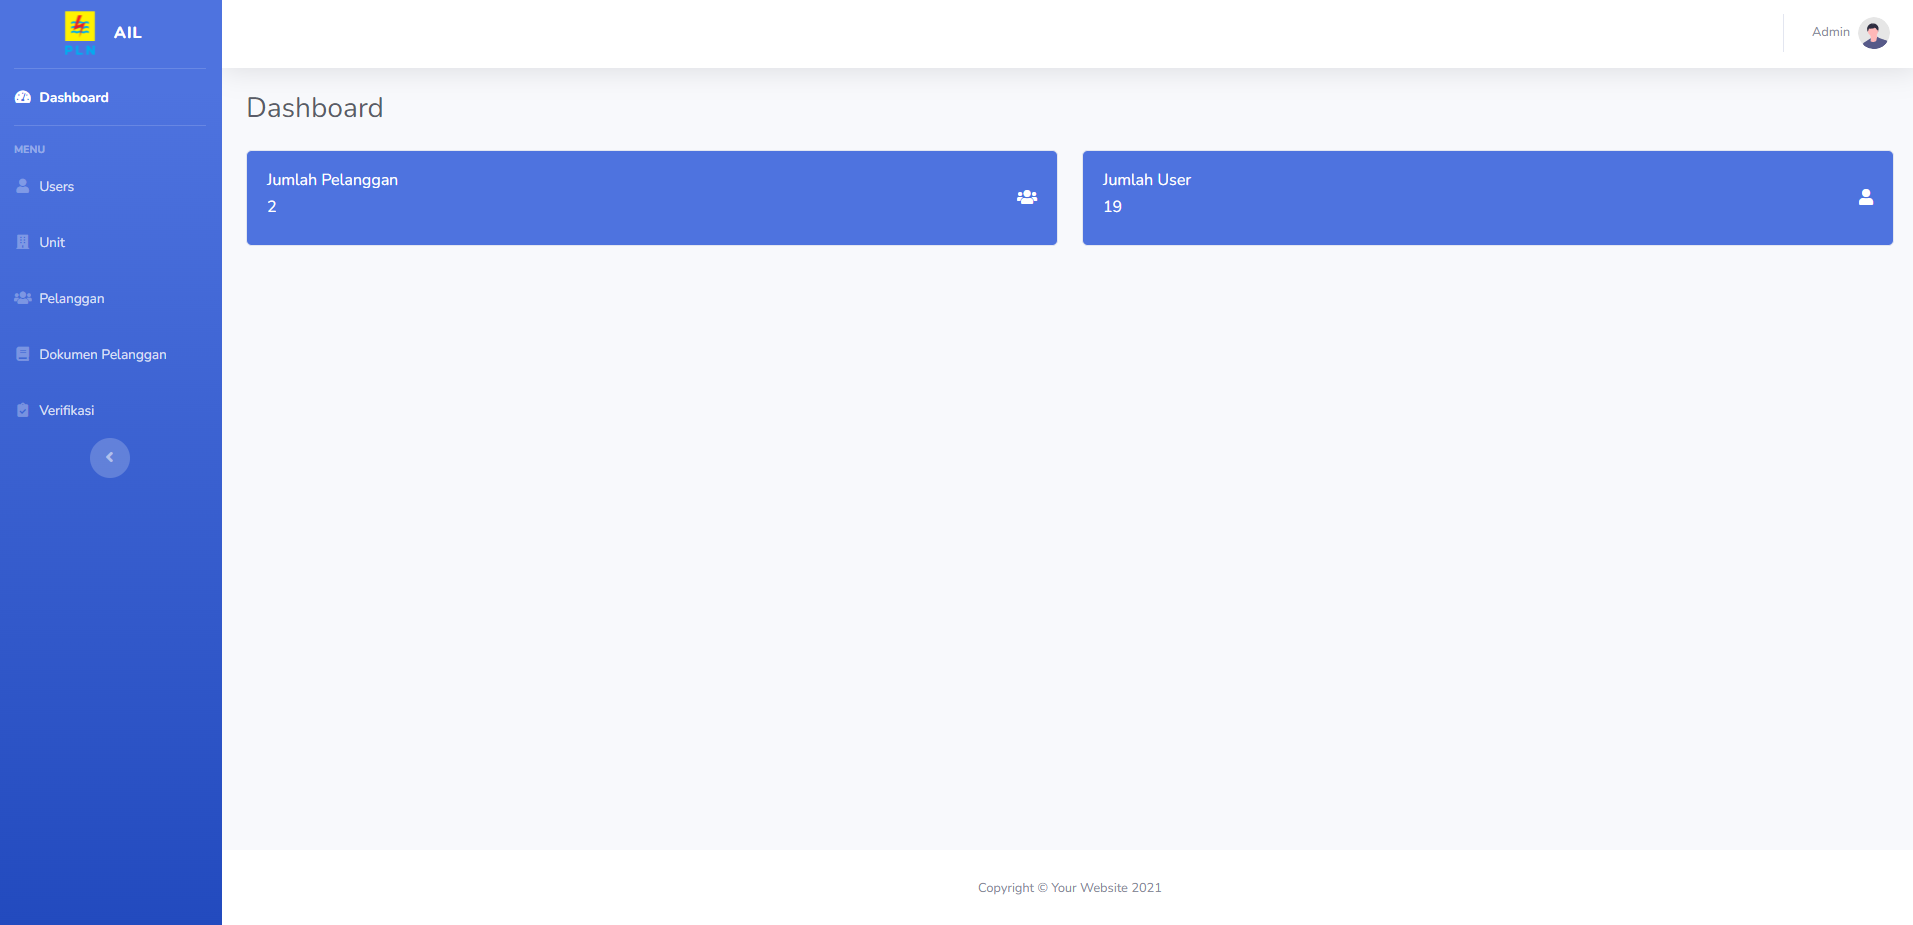 PLN
AIL
Admin
Dashboard
MENU
Users
Unit
Pelanggan
Dokumen Pelanggan
Verifikasi
Dashboard
Jumlah Pelanggan
2
Jumlah User
19
Copyright © Your Website 2021